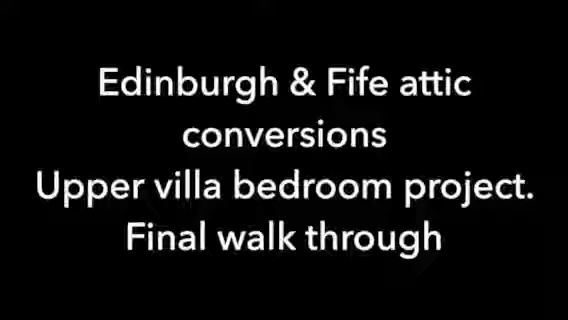 Edinburgh & Fife attic
conversions
Upper villa bedroom project.
Final walk through